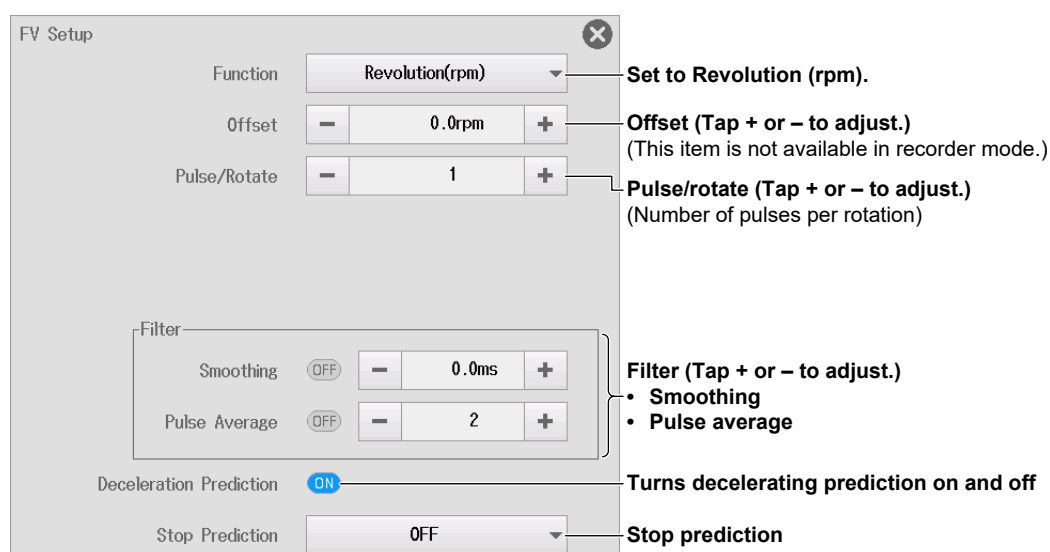 FV Setup
Function
Revolution(rpm)
Set to Revolution (rpm).
Offset
− 0.0rpm +
Offset (Tap + or – to adjust.)
(This item is not available in recorder mode.)
Pulse/Rotate
− 1 +
Pulse/rotate (Tap + or – to adjust.)
(Number of pulses per rotation)
Filter
Smoothing
OFF − 0.0ms +
Pulse Average
OFF − 2 +
Filter (Tap + or – to adjust.)
• Smoothing
• Pulse average
Deceleration Prediction
ON
Turns decelerating prediction on and off
Stop Prediction
OFF
Stop prediction